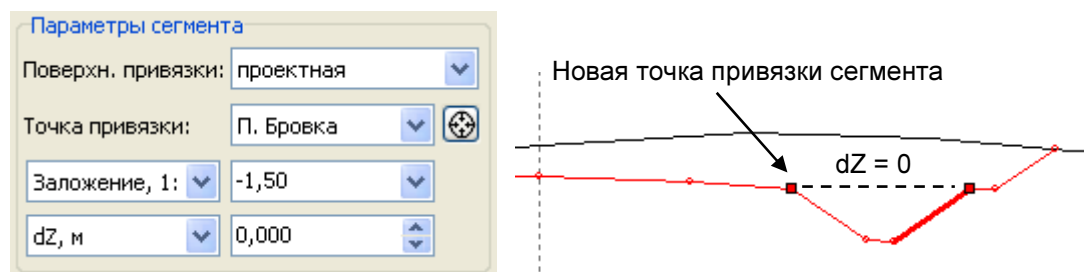 Параметры сегмента
Поверхн. привязки: проектная
Точка привязки: П. Бровка
Заложение, 1: -1,50
dZ, м 0,000
Новая точка привязки сегмента
dZ = 0